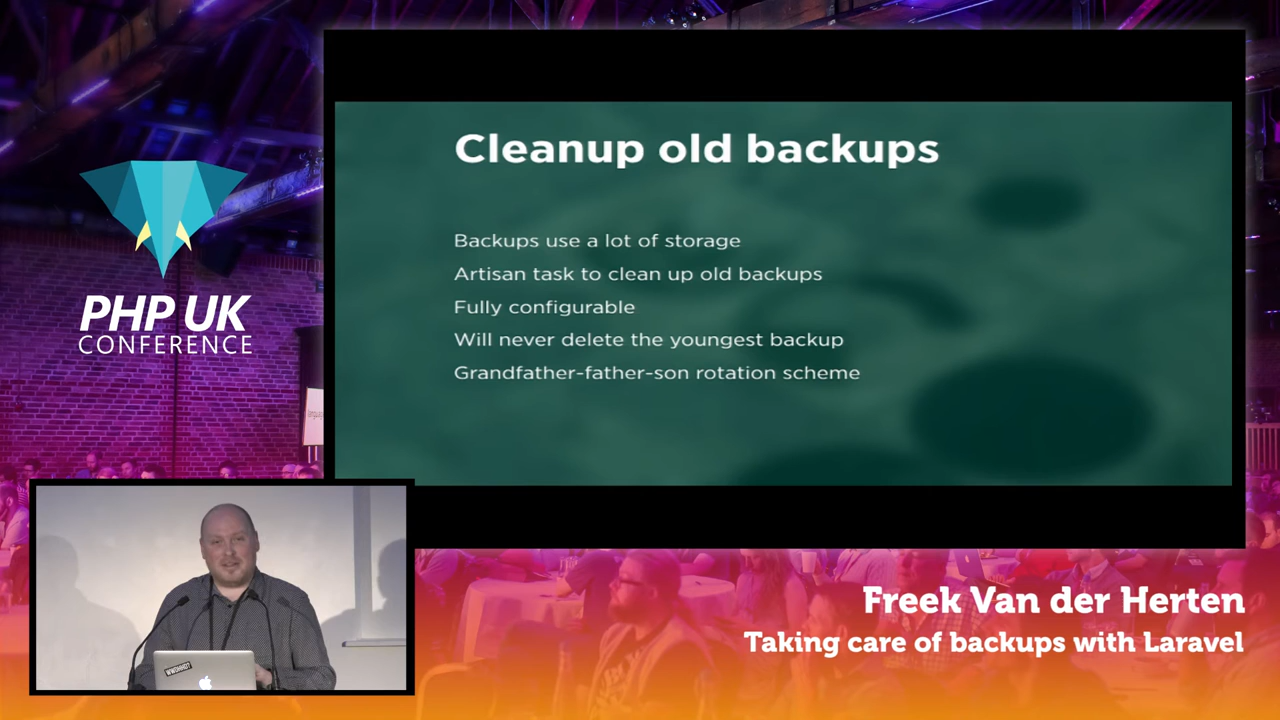 Cleanup old backups
Backups use a lot of storage
Artisan task to clean up old backups
Fully configurable
Will never delete the youngest backup
Grandfather-father-son rotation scheme
PHP UK
CONFERENCE
Freek Van der Herten
Taking care of backups with Laravel